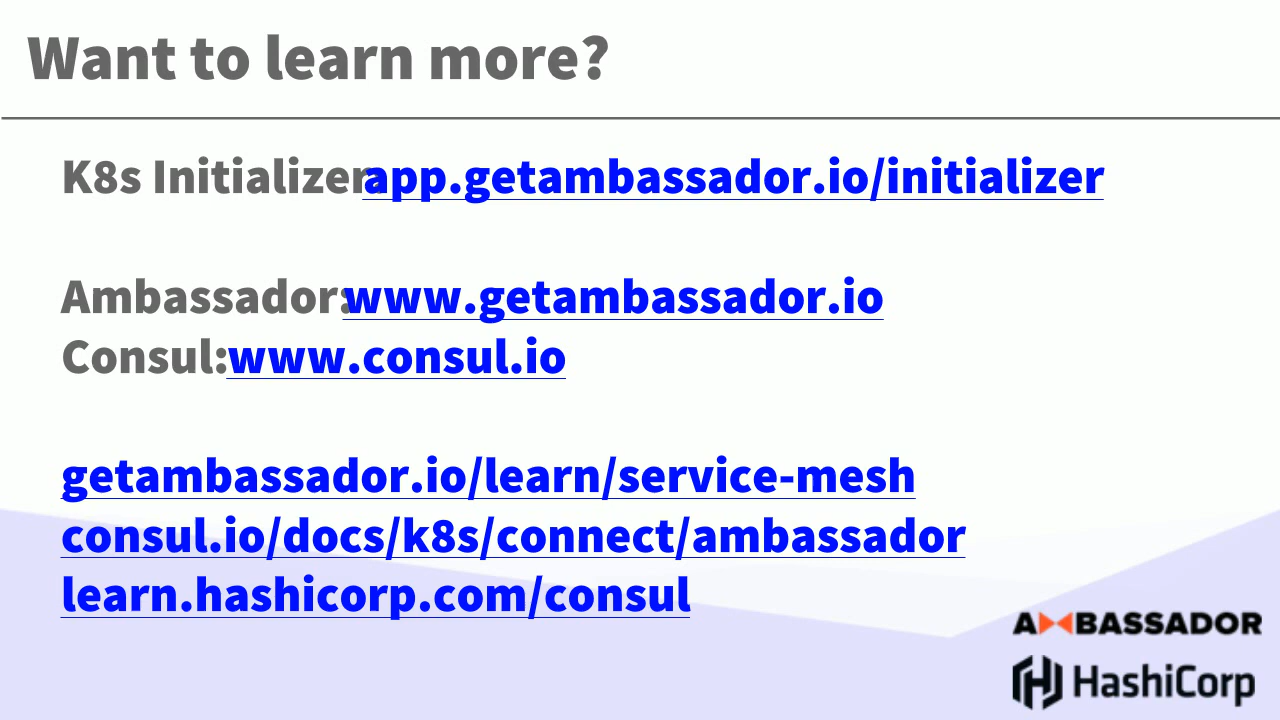 Want to learn more?
K8s Initializer app.getambassador.io/initializer
Ambassador: www.getambassador.io
Consul: www.consul.io
getambassador.io/learn/service-mesh
consul.io/docs/k8s/connect/ambassador
learn.hashicorp.com/consul
AMBASSADOR
HashiCorp